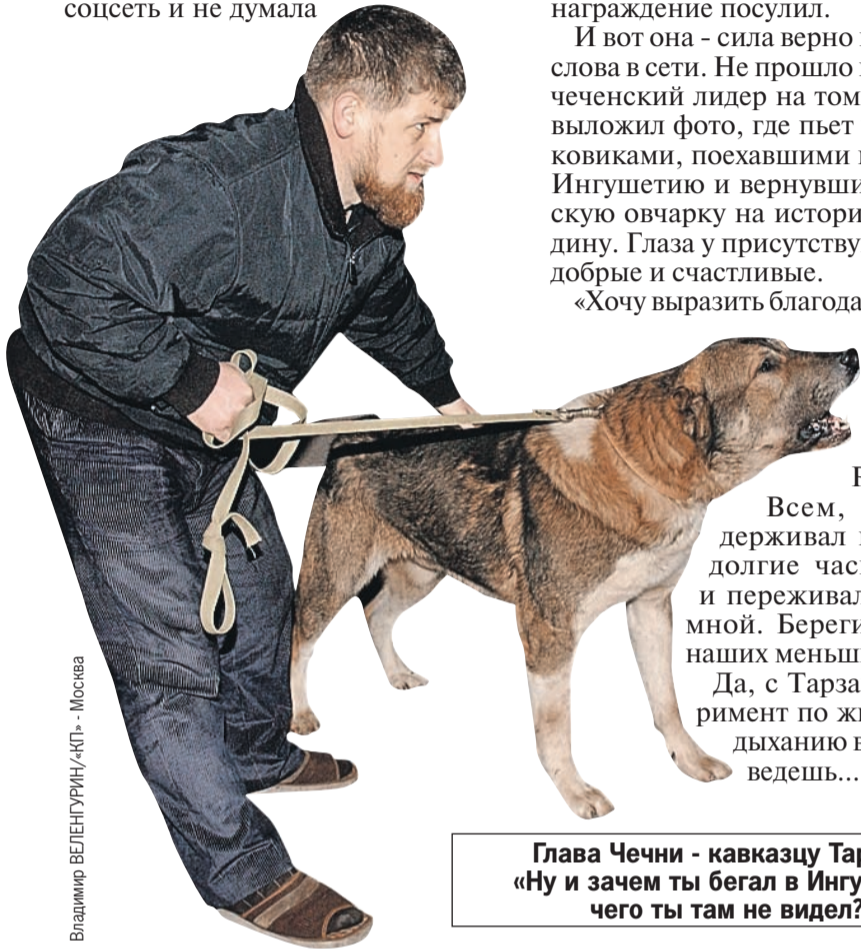 соцсеть и не думала
награждение посулил.
И вот она - сила верно
слова в сети. Не прошло
чеченский лидер на том
выложил фото, где пьет
ковиками, поехавшими
Ингушетию и вернувши
скую овчарку на истори
дину. Глаза у присутству
добрые и счастливые.
«Хочу выразить благода
Всем,
держивал
долгие час
и переживал
мной. Береги
наших меньш
Да, с Тарза
римент по жи
дыханию в
ведешь...
Владимир ВЕЛЕНГУРИН/«КП» - Москва
Глава Чечни - кавказцу Тар
«Ну и зачем ты бегал в Ингу
чего ты там не видел?